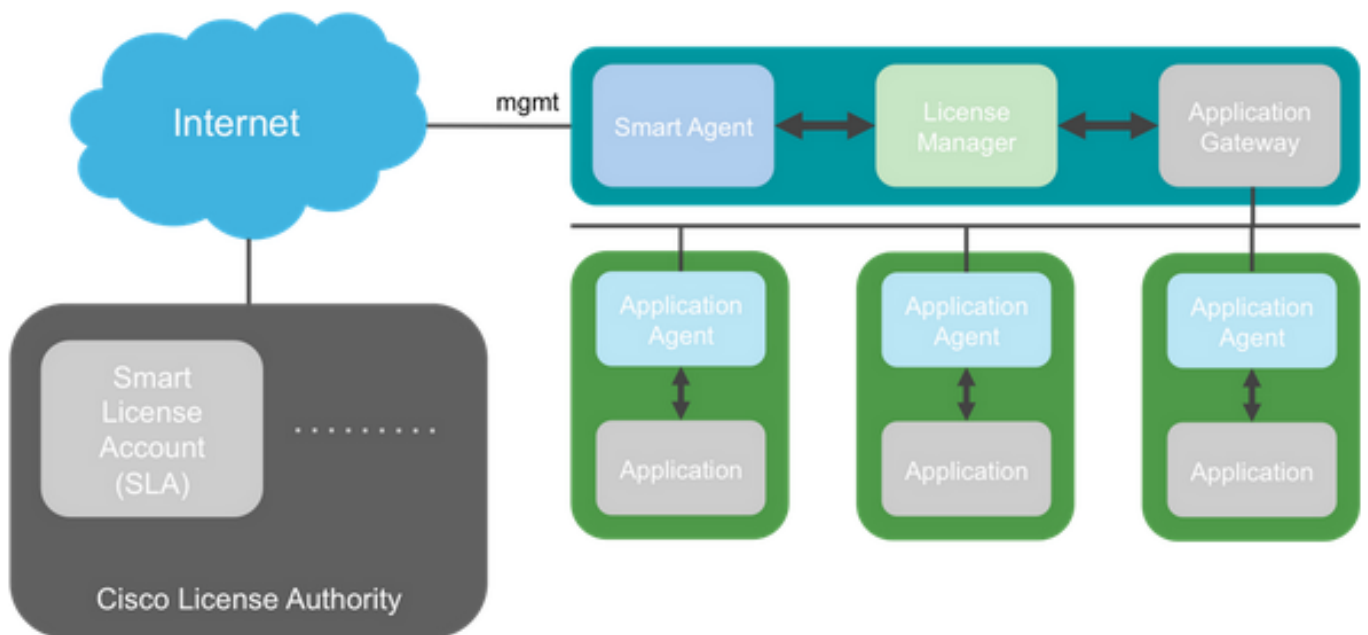 Internet
mgmt
Smart Agent
License
Manager
Application
Gateway
Application
Agent
Application
Agent
Application
Agent
Application
Application
Application
Smart
License
Account
(SLA)
Cisco License Authority